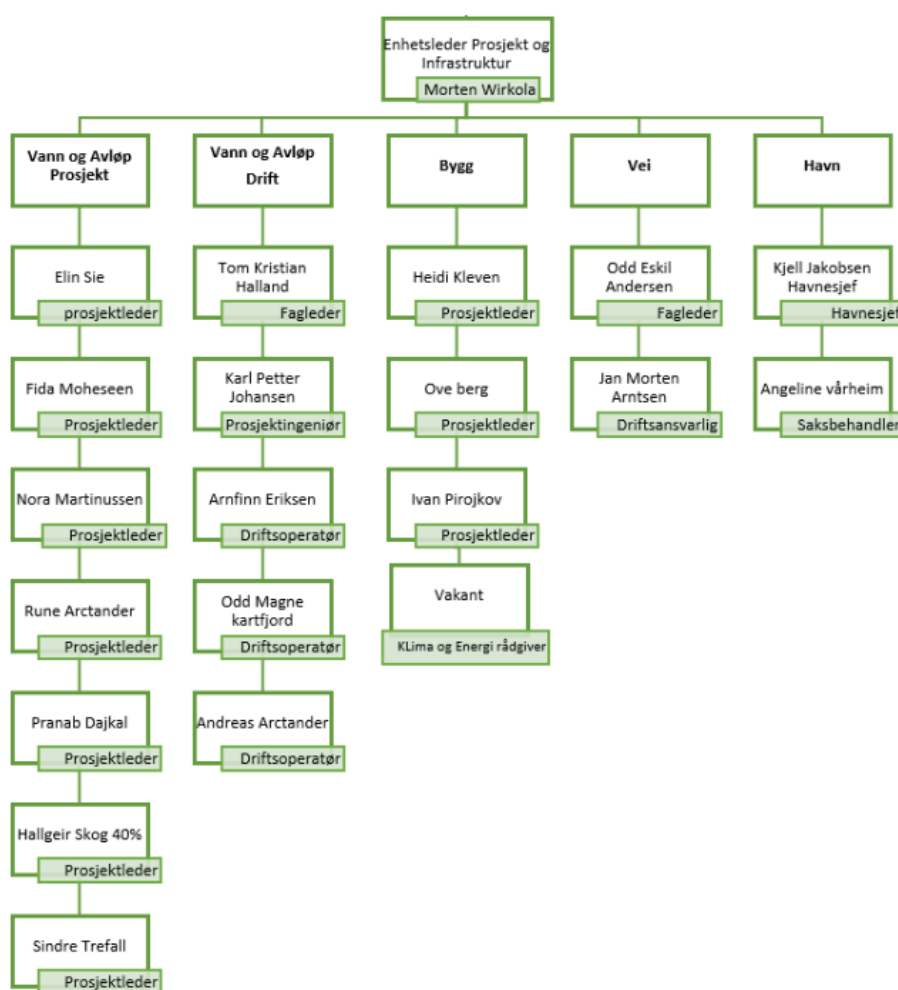 Enhetsleder Prosjekt og
Infrastruktur
Morten Wirkola
Vann og Avløp
Prosjekt
Elin Sie
prosjektleder
Fida Moheseen
Prosjektleder
Nora Martinussen
Prosjektleder
Rune Arctander
Prosjektleder
Pranab Dajkal
Prosjektleder
Hallgeir Skog 40%
Prosjektleder
Sindre Trefall
Prosjektleder
Vann og Avløp
Drift
Tom Kristian
Halland
Fagleder
Karl Petter
Johansen
Prosjektingeniør
Arnfinn Eriksen
Driftsoperatør
Odd Magne
kartfjord
Driftsoperatør
Andreas Arctander
Driftsoperatør
Bygg
Heidi Kleven
Prosjektleder
Ove berg
Prosjektleder
Ivan Pirojkov
Prosjektleder
Vakant
KLima og Energi rådgiver
Vei
Odd Eskil
Andersen
Fagleder
Jan Morten
Arntsen
Driftsansvarlig
Havn
Kjell Jakobsen
Havnesjef
Havnesjef
Angeline vårheim
Saksbehandler